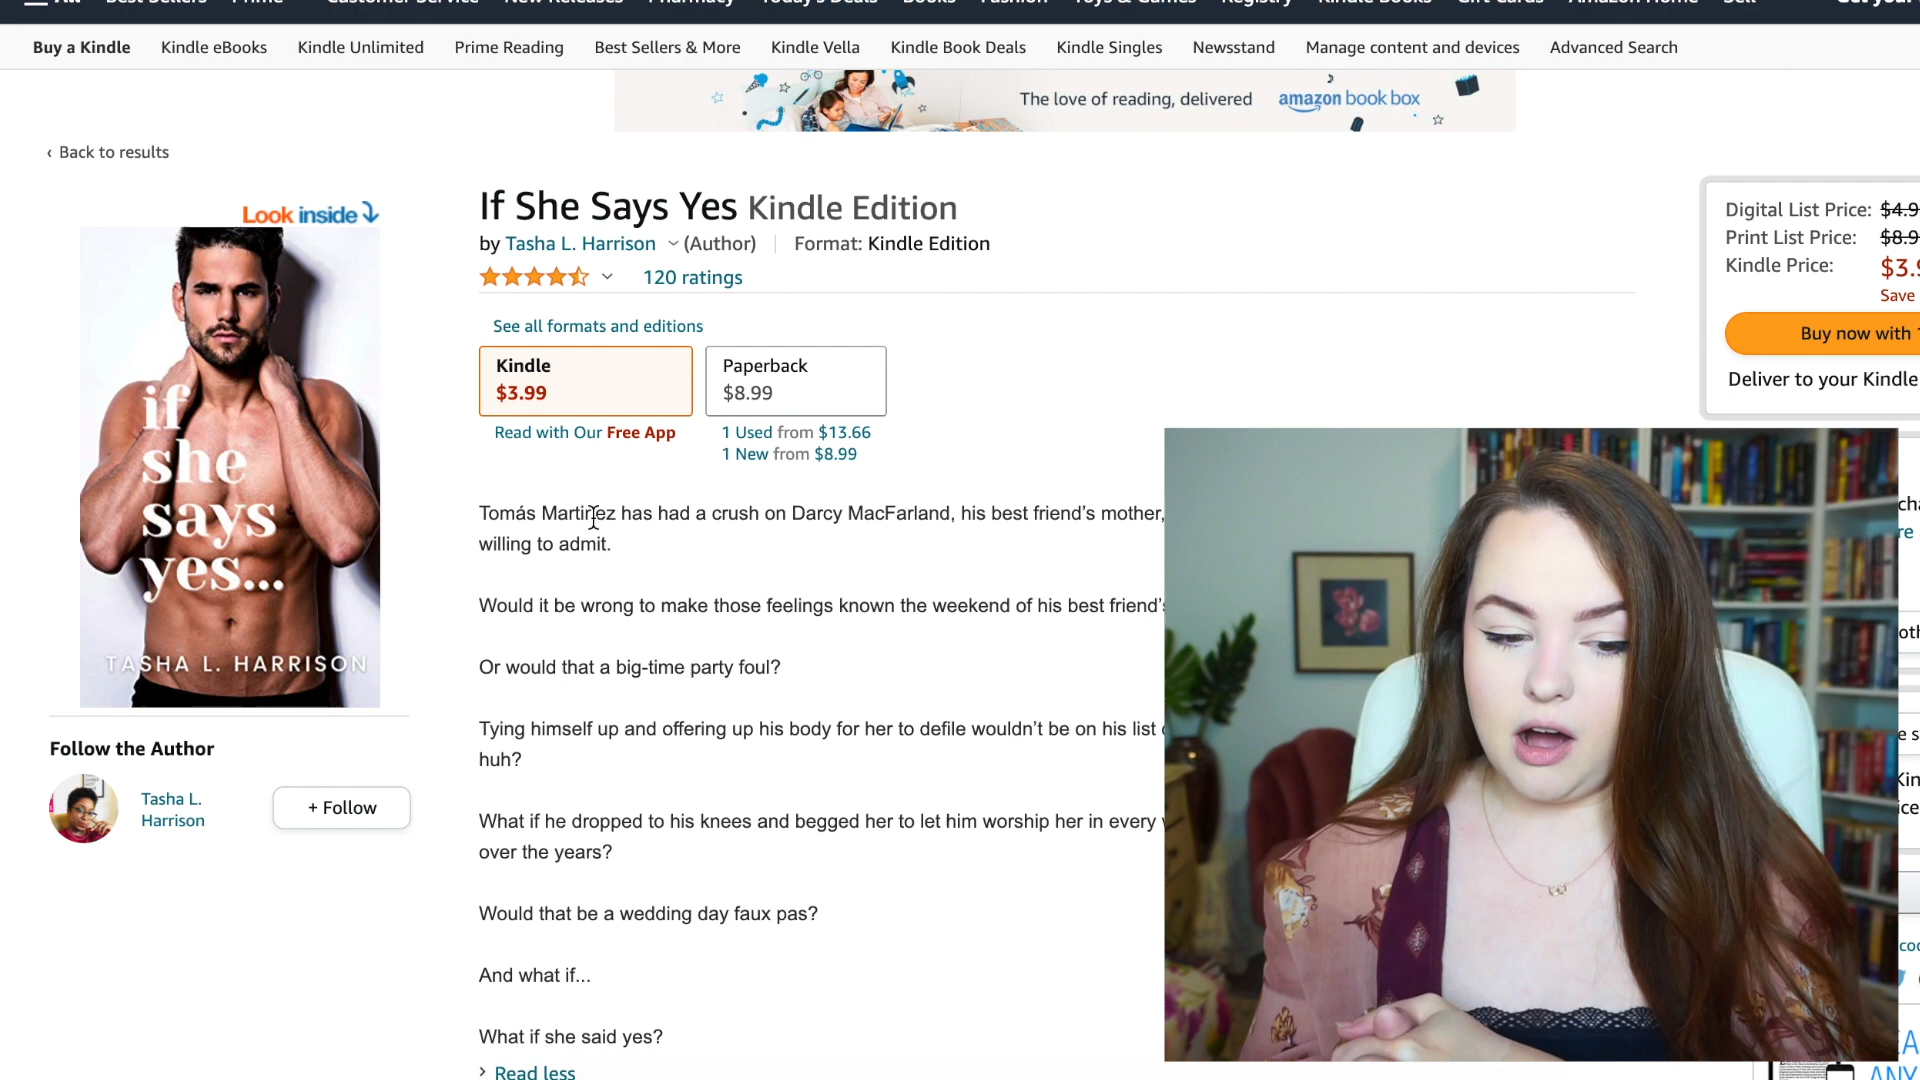 Buy a Kindle Kindle eBooks Kindle Unlimited Prime Reading Best Sellers & More Kindle Vella Kindle Book Deals Kindle Singles Newsstand Manage content and devices Advanced Search
The love of reading, delivered amazon book box
‹ Back to results
Look inside
if
she
says
yes...
TASHA L. HARRISON
Follow the Author
Tasha L.
Harrison
+ Follow
If She Says Yes Kindle Edition
by Tasha L. Harrison (Author) Format: Kindle Edition
120 ratings
See all formats and editions
Kindle
$3.99
Read with Our Free App
Paperback
$8.99
1 Used from $13.66
1 New from $8.99
Tomás Martinez has had a crush on Darcy MacFarland, his best friend’s mother,
willing to admit.
Would it be wrong to make those feelings known the weekend of his best friend’s
Or would that a big-time party foul?
Tying himself up and offering up his body for her to defile wouldn’t be on his list
huh?
What if he dropped to his knees and begged her to let him worship her in every
over the years?
Would that be a wedding day faux pas?
And what if...
What if she said yes?
Read less
Digital List Price: $4.9
Print List Price: $8.9
Kindle Price: $3.9
Save
Buy now with
Deliver to your Kindle